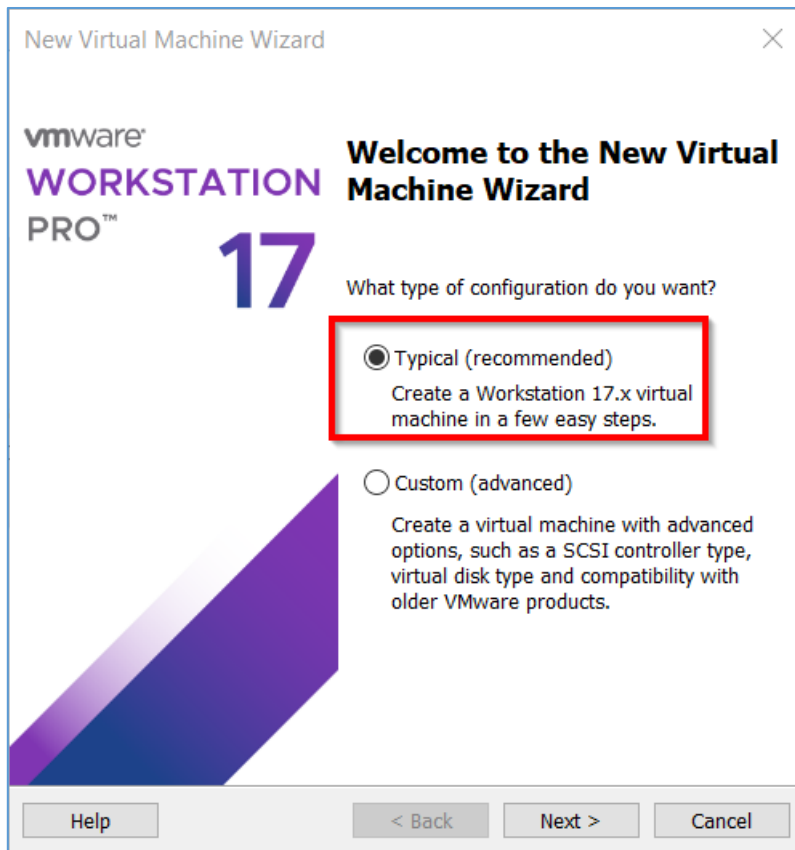 New Virtual Machine Wizard
vmware®
WORKSTATION
PRO™
17
Welcome to the New Virtual
Machine Wizard
What type of configuration do you want?
Typical (recommended)
Create a Workstation 17.x virtual
machine in a few easy steps.
Custom (advanced)
Create a virtual machine with advanced
options, such as a SCSI controller type,
virtual disk type and compatibility with
older VMware products.
Help
< Back
Next >
Cancel